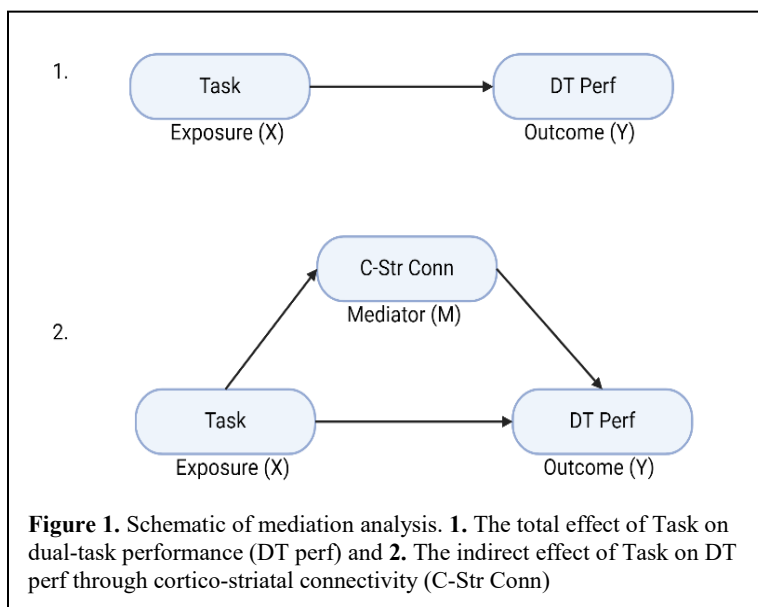 1.
Task
DT Perf
Exposure (X)
Outcome (Y)
C-Str Conn
Mediator (M)
2.
Task
DT Perf
Exposure (X)
Outcome (Y)
Figure 1. Schematic of mediation analysis. 1. The total effect of Task on
dual-task performance (DT perf) and 2. The indirect effect of Task on DT
perf through cortico-striatal connectivity (C-Str Conn)